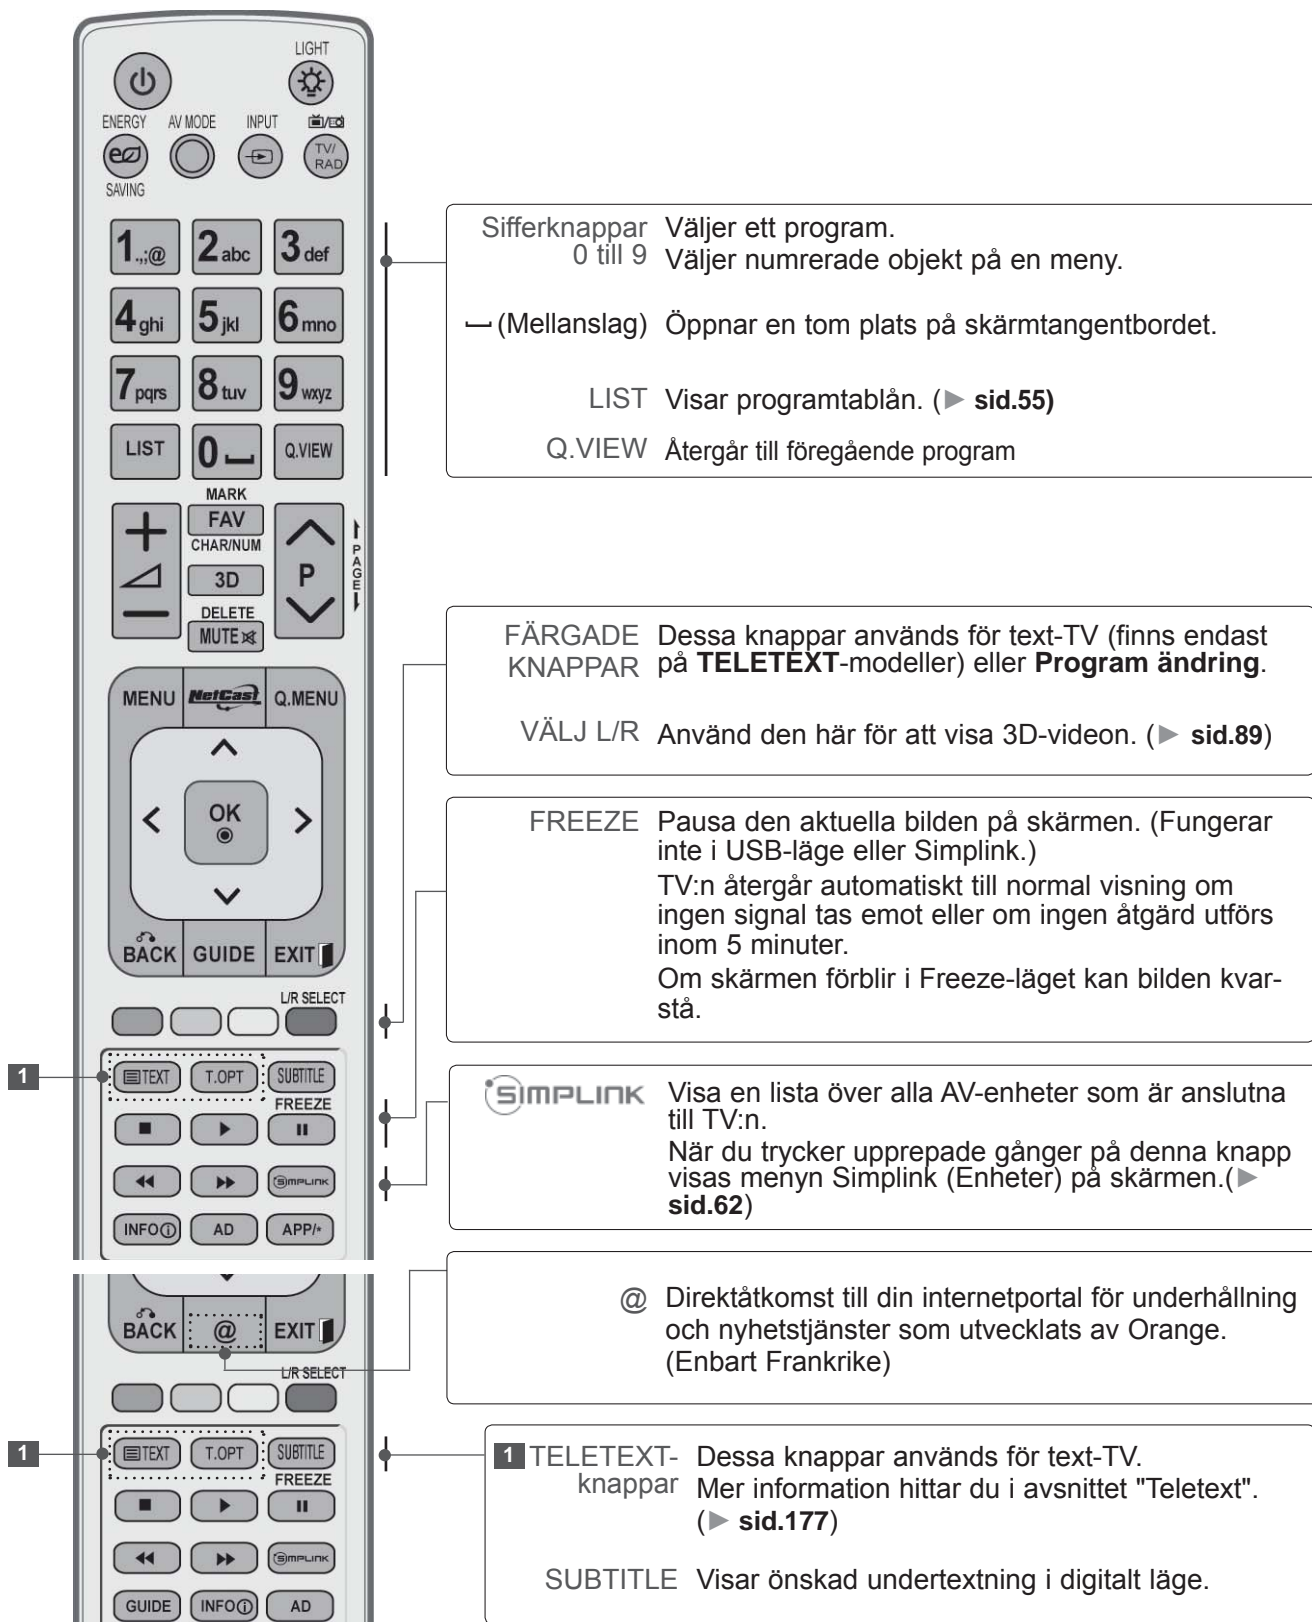 LIGHT
ENERGY AV MODE INPUT
TV/
RAD
SAVING
1.,;@ 2abc 3def
4ghi 5jkl 6mno
7pqrs 8tuv 9wxyz
LIST 0 Q.VIEW
MARK
FAV
CHAR/NUM
3D
DELETE
MUTE
P
PAGE
MENU NetCast Q.MENU
OK
BACK GUIDE EXIT
L/R SELECT
1
TEXT T.OPT SUBTITLE
FREEZE
SIMPLINK
INFO AD APP/*
BACK @ EXIT
L/R SELECT
1
TEXT T.OPT SUBTITLE
FREEZE
SIMPLINK
GUIDE INFO AD
Sifferknappar Väljer ett program.
0 till 9 Väljer numrerade objekt på en meny.
(Mellanslag) Öppnar en tom plats på skärmtangentbordet.
LIST Visar programtablån. (► sid.55)
Q.VIEW Återgår till föregående program
FÄRGADE Dessa knappar används för text-TV (finns endast
KNAPPAR på TELETEXT-modeller) eller Program ändring.
VÄLJ L/R Använd den här för att visa 3D-videon. (► sid.89)
FREEZE Pausa den aktuella bilden på skärmen. (Fungerar
inte i USB-läge eller Simplink.)
TV:n återgår automatiskt till normal visning om
ingen signal tas emot eller om ingen åtgärd utförs
inom 5 minuter.
Om skärmen förblir i Freeze-läget kan bilden kvar-
stå.
SIMPLINK Visa en lista över alla AV-enheter som är anslutna
till TV:n.
När du trycker upprepade gånger på denna knapp
visas menyn Simplink (Enheter) på skärmen.(►
sid.62)
@ Direktåtkomst till din internetportal för underhållning
och nyhetstjänster som utvecklats av Orange.
(Enbart Frankrike)
1 TELETEXT- Dessa knappar används för text-TV.
knappar Mer information hittar du i avsnittet "Teletext".
(► sid.177)
SUBTITLE Visar önskad undertextning i digitalt läge.